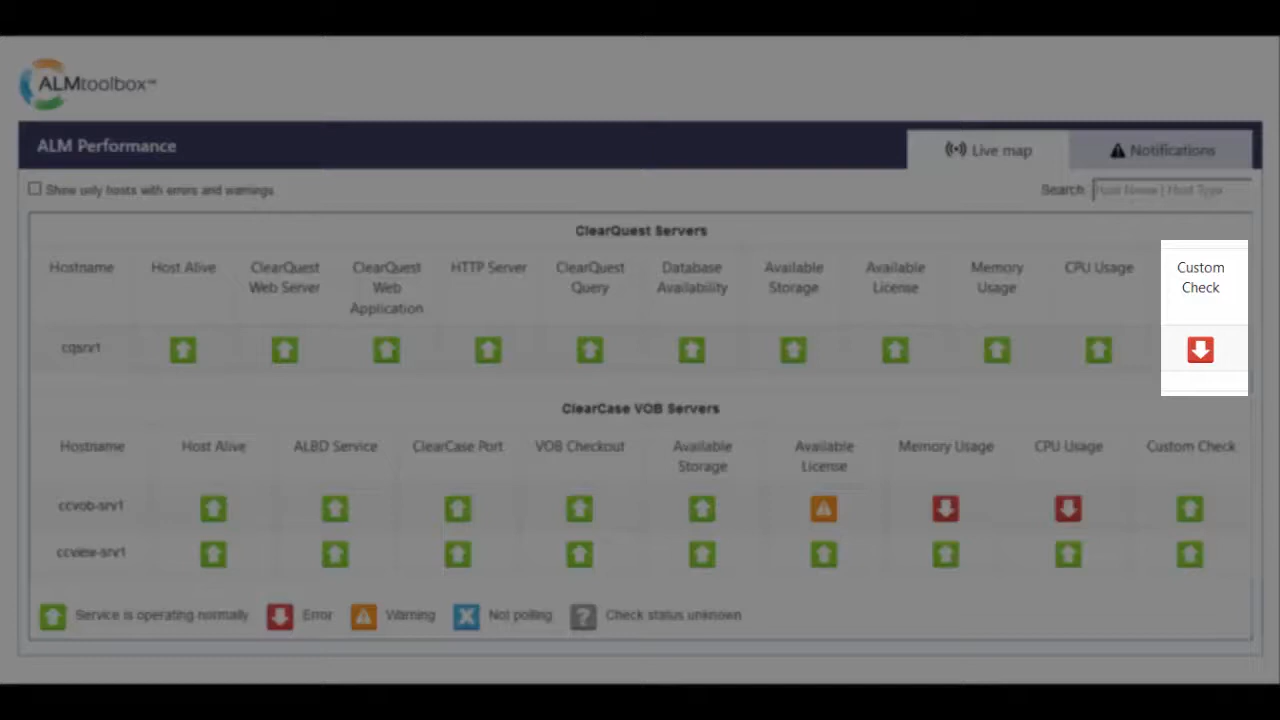 ALMtoolbox™
ALM Performance
Live map
Notifications
Show only hosts with errors and warnings
Search:
Host Name | Host Type
ClearQuest Servers
Hostname
Host Alive
ClearQuest
Web Server
ClearQuest
Web
Application
HTTP Server
ClearQuest
Query
Database
Availability
Available
Storage
Available
License
Memory
Usage
CPU Usage
Custom
Check
cqsrv1
ClearCase VOB Servers
Hostname
Host Alive
ALBD Service
ClearCase Port
VOB Checkout
Available
Storage
Available
License
Memory Usage
CPU Usage
Custom Check
ccvob-srv1
ccview-srv1
Service is operating normally
Error
Warning
Not polling
? Check status unknown